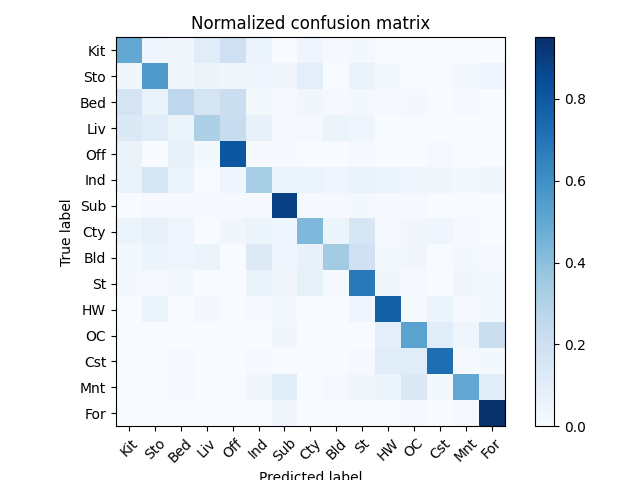 Normalized confusion matrix
True label
Kit
Sto
Bed
Liv
Off
Ind
Sub
Cty
Bld
St
HW
OC
Cst
Mnt
For
Kit Sto Bed Liv Off Ind Sub Cty Bld St HW OC Cst Mnt For
Predicted label
0.8
0.6
0.4
0.2
0.0